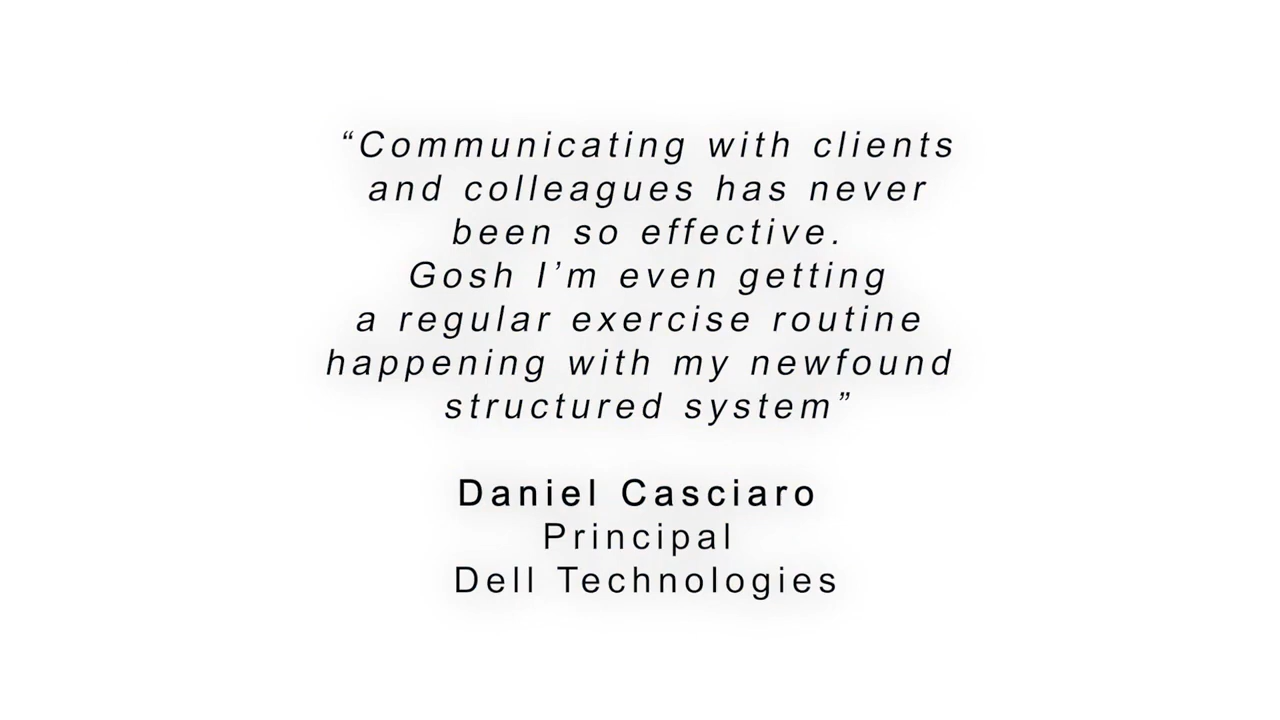 “Communicating with clients
and colleagues has never
been so effective.
Gosh I’m even getting
a regular exercise routine
happening with my newfound
structured system”
Daniel Casciaro
Principal
Dell Technologies